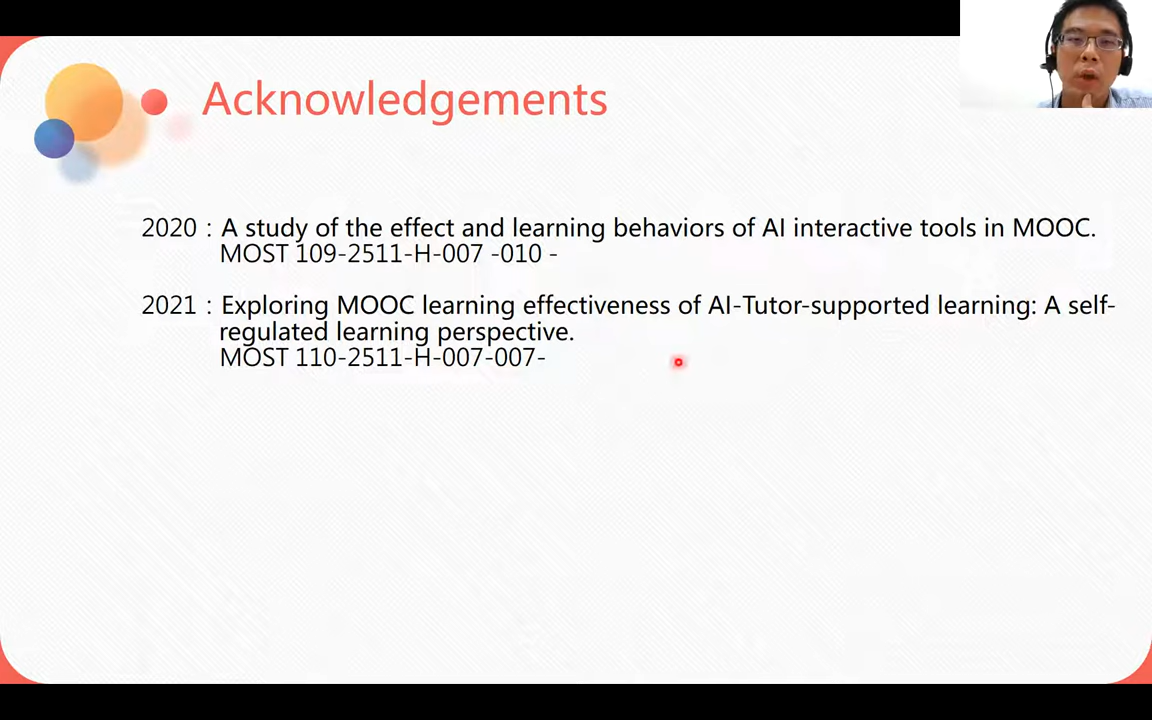 Acknowledgements
2020 : A study of the effect and learning behaviors of AI interactive tools in MOOC.
MOST 109-2511-H-007 -010 -
2021 : Exploring MOOC learning effectiveness of AI-Tutor-supported learning: A self-
regulated learning perspective.
MOST 110-2511-H-007-007-